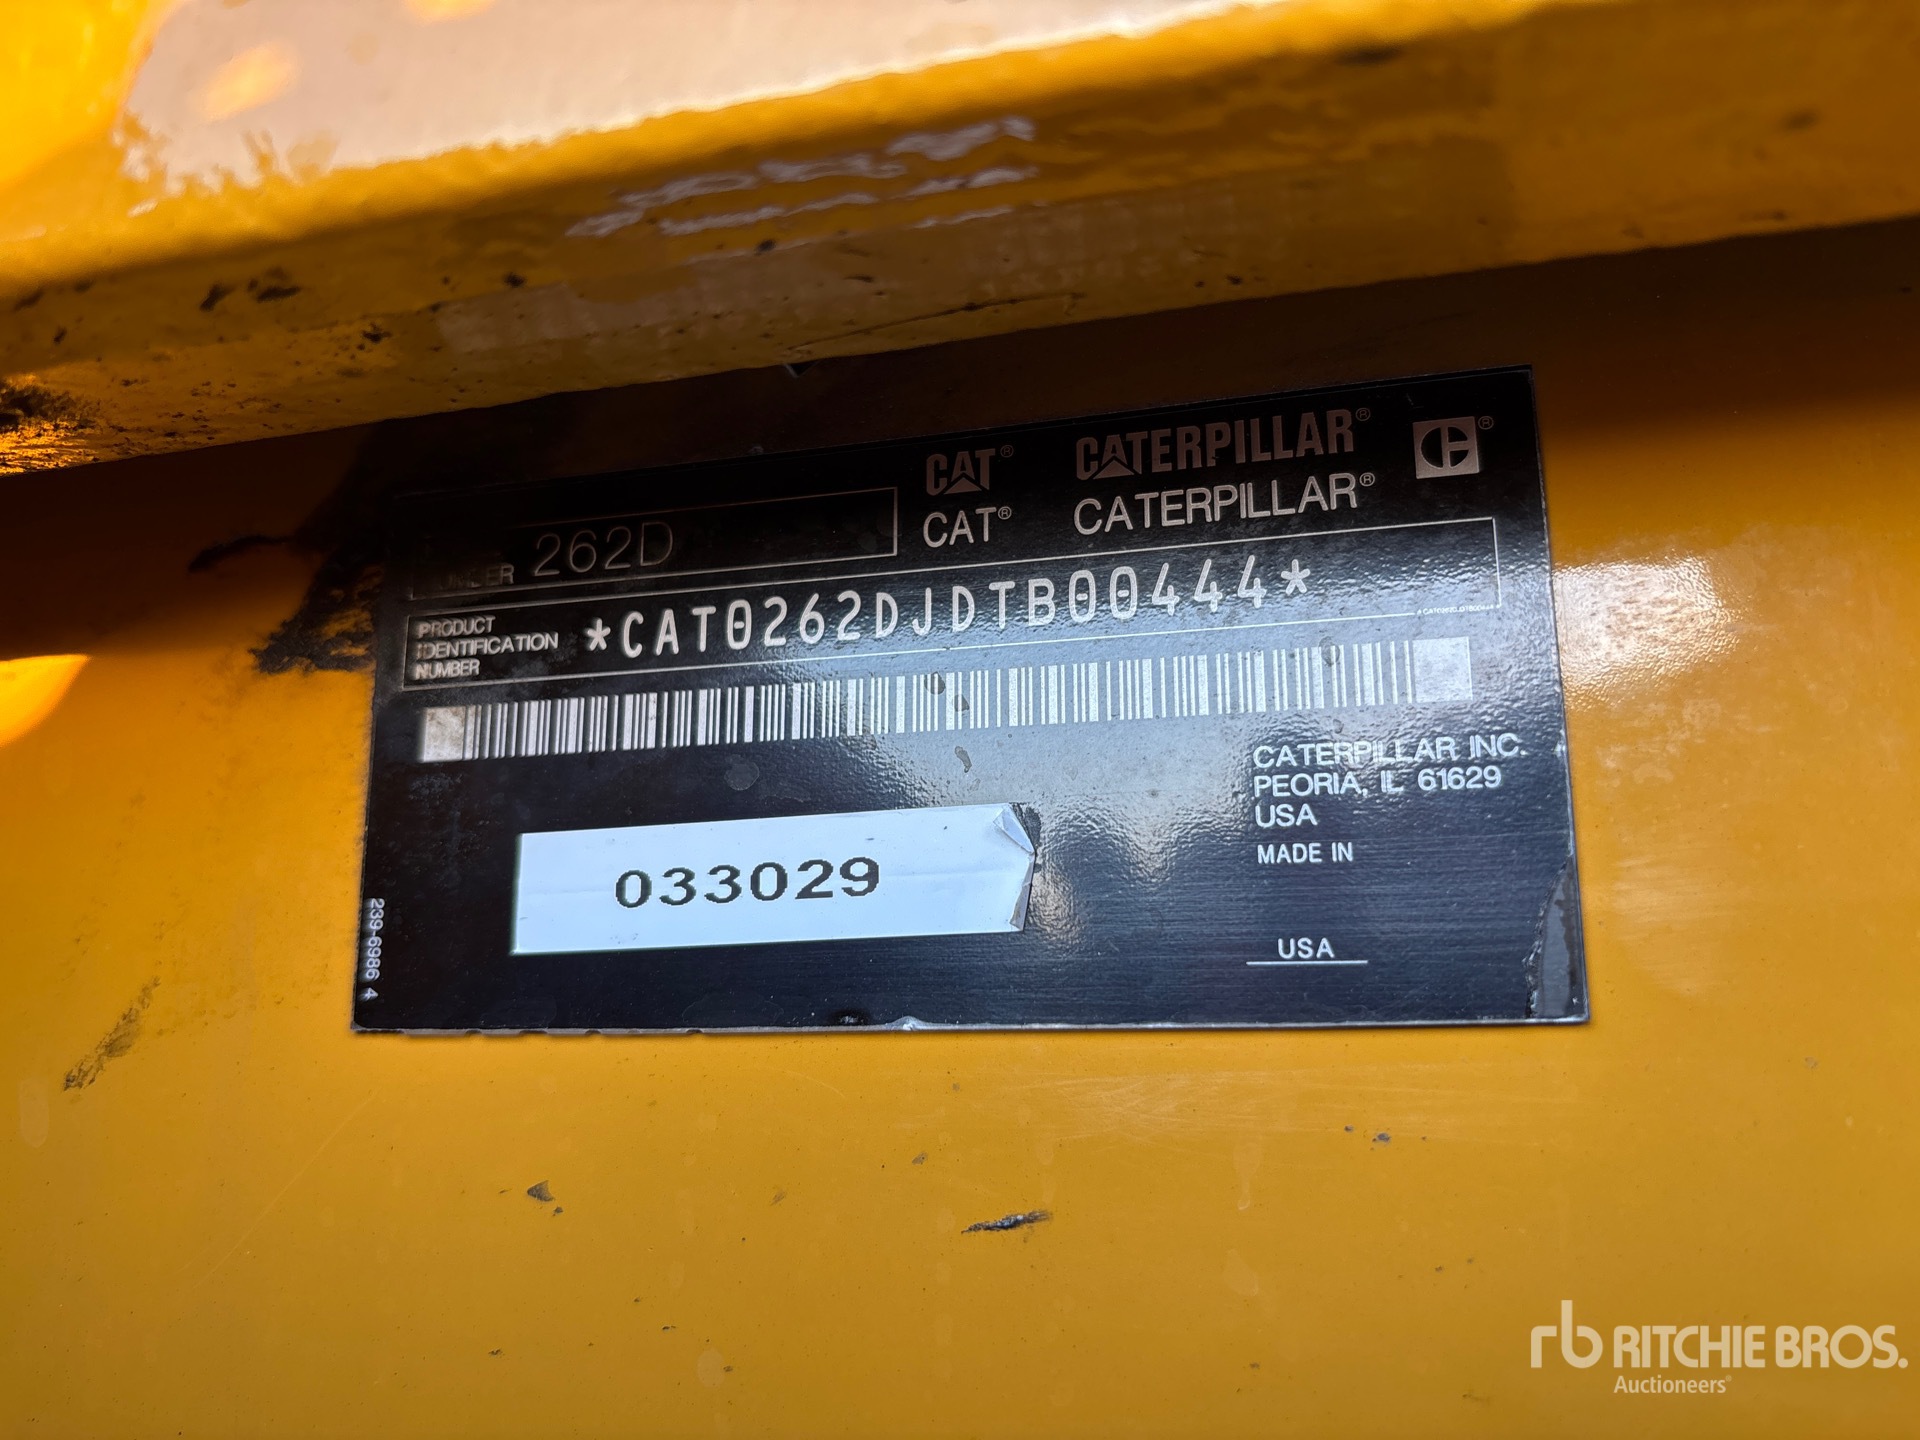 CAT® CATERPILLAR®
262D CAT® CATERPILLAR®
PRODUCT IDENTIFICATION NUMBER *CAT0262DJDTB00444*
CATERPILLAR INC.
PEORIA, IL 61629
USA
MADE IN
USA
033029
239-6986 4
rb RITCHIE BROS.
Auctioneers®